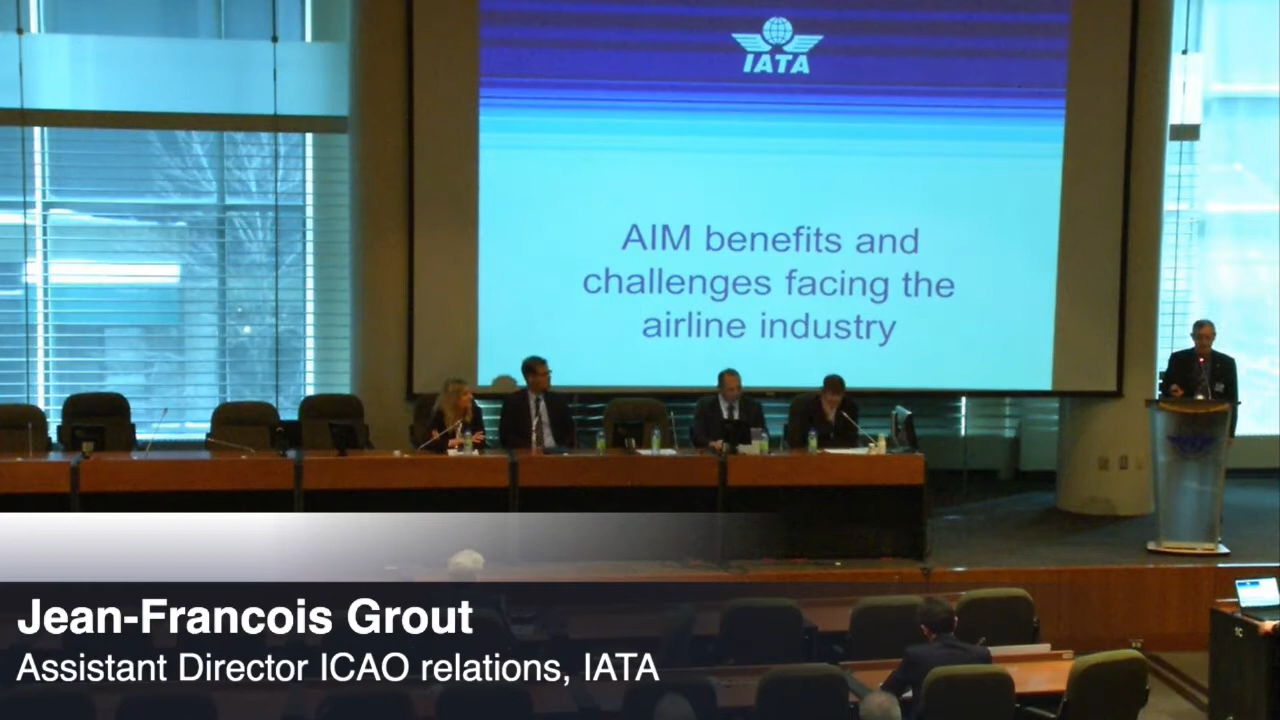 IATA
AIM benefits and
challenges facing the
airline industry
Jean-Francois Grout
Assistant Director ICAO relations, IATA